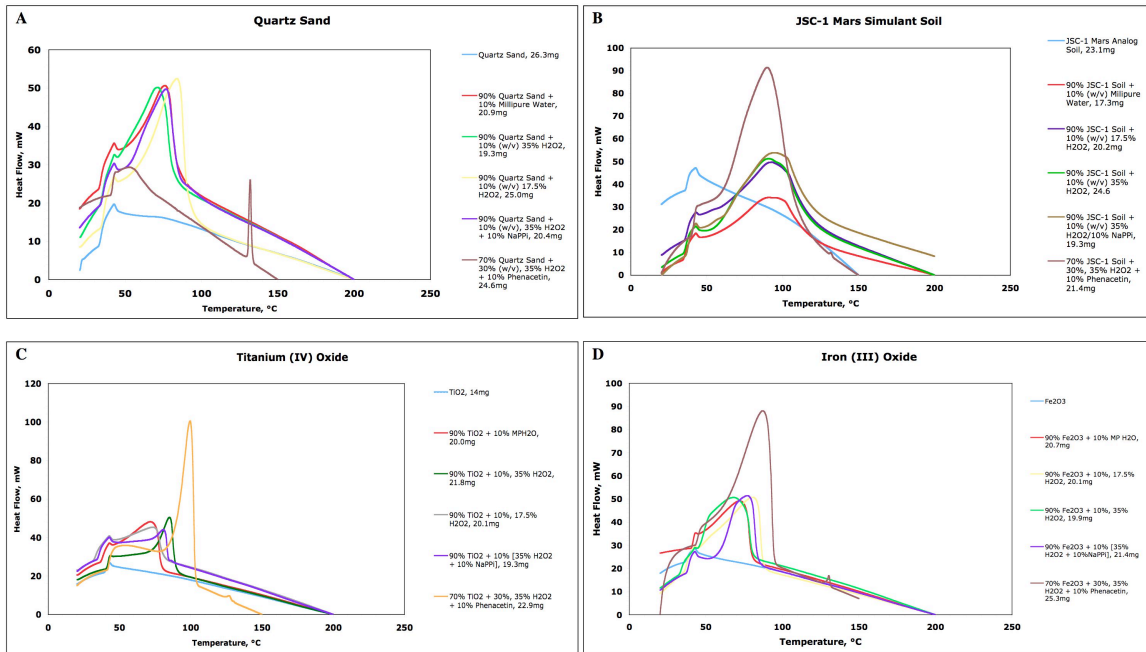 A
Quartz Sand
60
50
40
30
20
10
0
0
50
100
150
200
250
Heat Flow, mW
Temperature, °C
Quartz Sand, 26.3mg
90% Quartz Sand +
10% Millipure Water,
20.9mg
90% Quartz Sand +
10% (w/v) 35% H2O2,
19.3mg
90% Quartz Sand +
10% (w/v) 17.5%
H2O2, 25.0mg
90% Quartz Sand +
10% (w/v), 35% H2O2
+ 10% NaPPi, 20.4mg
70% Quartz Sand +
30% (w/v), 35% H2O2
+ 10% Phenacetin,
24.6mg
B
JSC-1 Mars Simulant Soil
100
90
80
70
60
50
40
30
20
10
0
0
50
100
150
200
250
Heat Flow, mW
Temperature, °C
JSC-1 Mars Analog
Soil, 23.1mg
90% JSC-1 Soil +
10% (w/v) Millipure
Water, 17.3mg
90% JSC-1 Soil +
10% (w/v) 17.5%
H2O2, 20.2mg
90% JSC-1 Soil +
10% (w/v) 35%
H2O2, 24.6
90% JSC-1 Soil +
10% (w/v) 35%
H2O2/10% NaPPi,
19.3mg
70% JSC-1 Soil +
30%, 35% H2O2 +
10% Phenacetin,
21.4mg
C
Titanium (IV) Oxide
120
100
80
60
40
20
0
0
50
100
150
200
250
Heat Flow, mW
Temperature, °C
TiO2, 14mg
90% TiO2 + 10% MPH2O,
20.0mg
90% TiO2 + 10%, 35% H2O2,
21.8mg
90% TiO2 + 10%, 17.5%
H2O2, 20.1mg
90% TiO2 + 10% [35% H2O2
+ 10% NaPPi], 19.3mg
70% TiO2 + 30%, 35% H2O2
+ 10% Phenacetin, 22.9mg
D
Iron (III) Oxide
100
90
80
70
60
50
40
30
20
10
0
0
50
100
150
200
250
Heat Flow, mW
Temperature, °C
Fe2O3
90% Fe2O3 + 10% MP H2O,
20.7mg
90% Fe2O3 + 10%, 17.5%
H2O2, 20.1mg
90% Fe2O3 + 10%, 35%
H2O2, 19.9mg
90% Fe2O3 + 10% [35%
H2O2 + 10%NaPPi], 21.4mg
70% Fe2O3 + 30%, 35%
H2O2 + 10% Phenacetin,
25.3mg